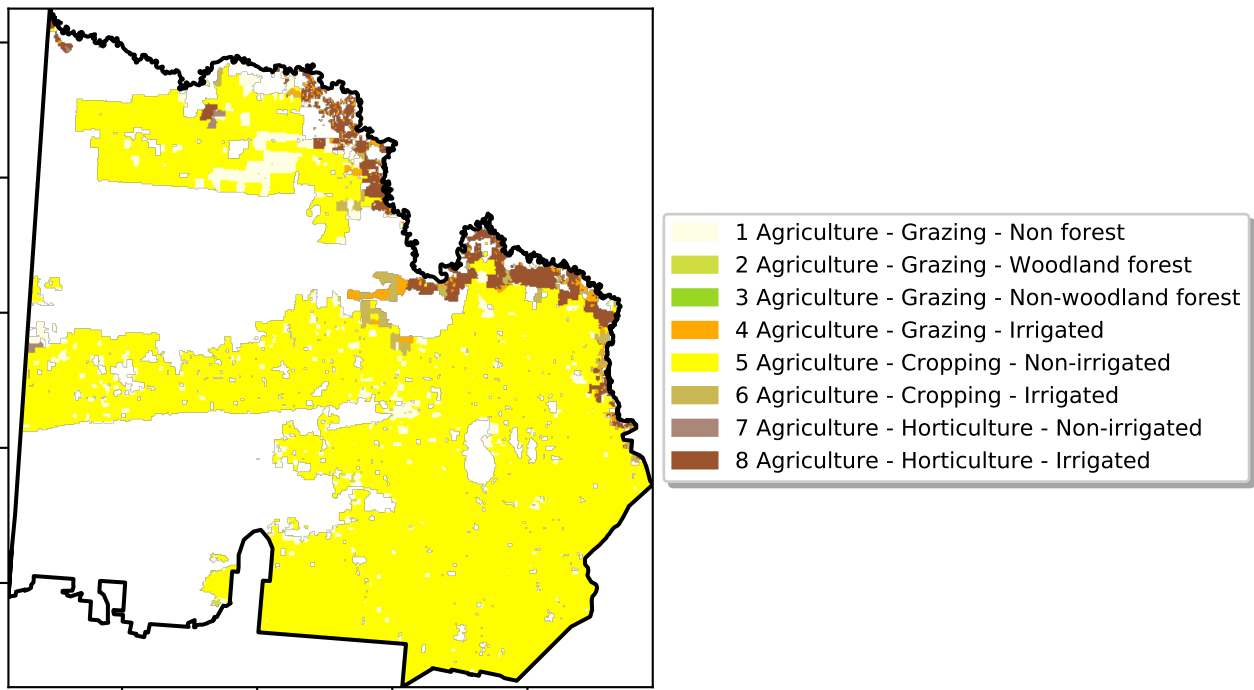 1 Agriculture - Grazing - Non forest
2 Agriculture - Grazing - Woodland forest
3 Agriculture - Grazing - Non-woodland forest
4 Agriculture - Grazing - Irrigated
5 Agriculture - Cropping - Non-irrigated
6 Agriculture - Cropping - Irrigated
7 Agriculture - Horticulture - Non-irrigated
8 Agriculture - Horticulture - Irrigated